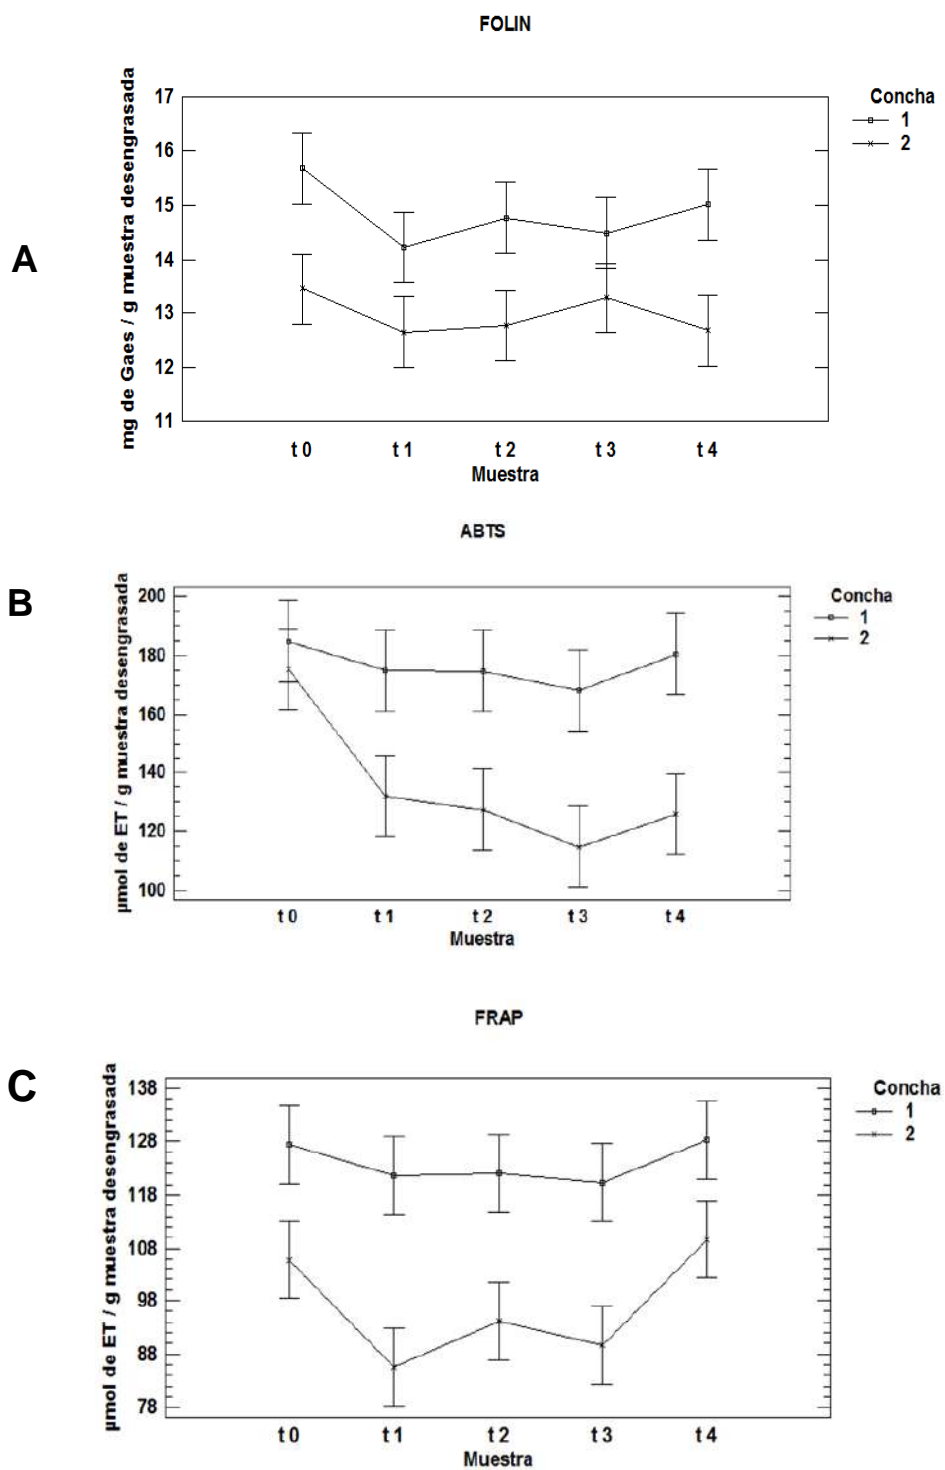 FOLIN
A
mg de Gaes / g muestra desengrasada
17
16
15
14
13
12
11
t 0 t 1 t 2 t 3 t 4
Muestra
Concha
1
2
ABTS
B
µmol de ET / g muestra desengrasada
200
180
160
140
120
100
t 0 t 1 t 2 t 3 t 4
Muestra
Concha
1
2
FRAP
C
µmol de ET / g muestra desengrasada
138
128
118
108
98
88
78
t 0 t 1 t 2 t 3 t 4
Muestra
Concha
1
2